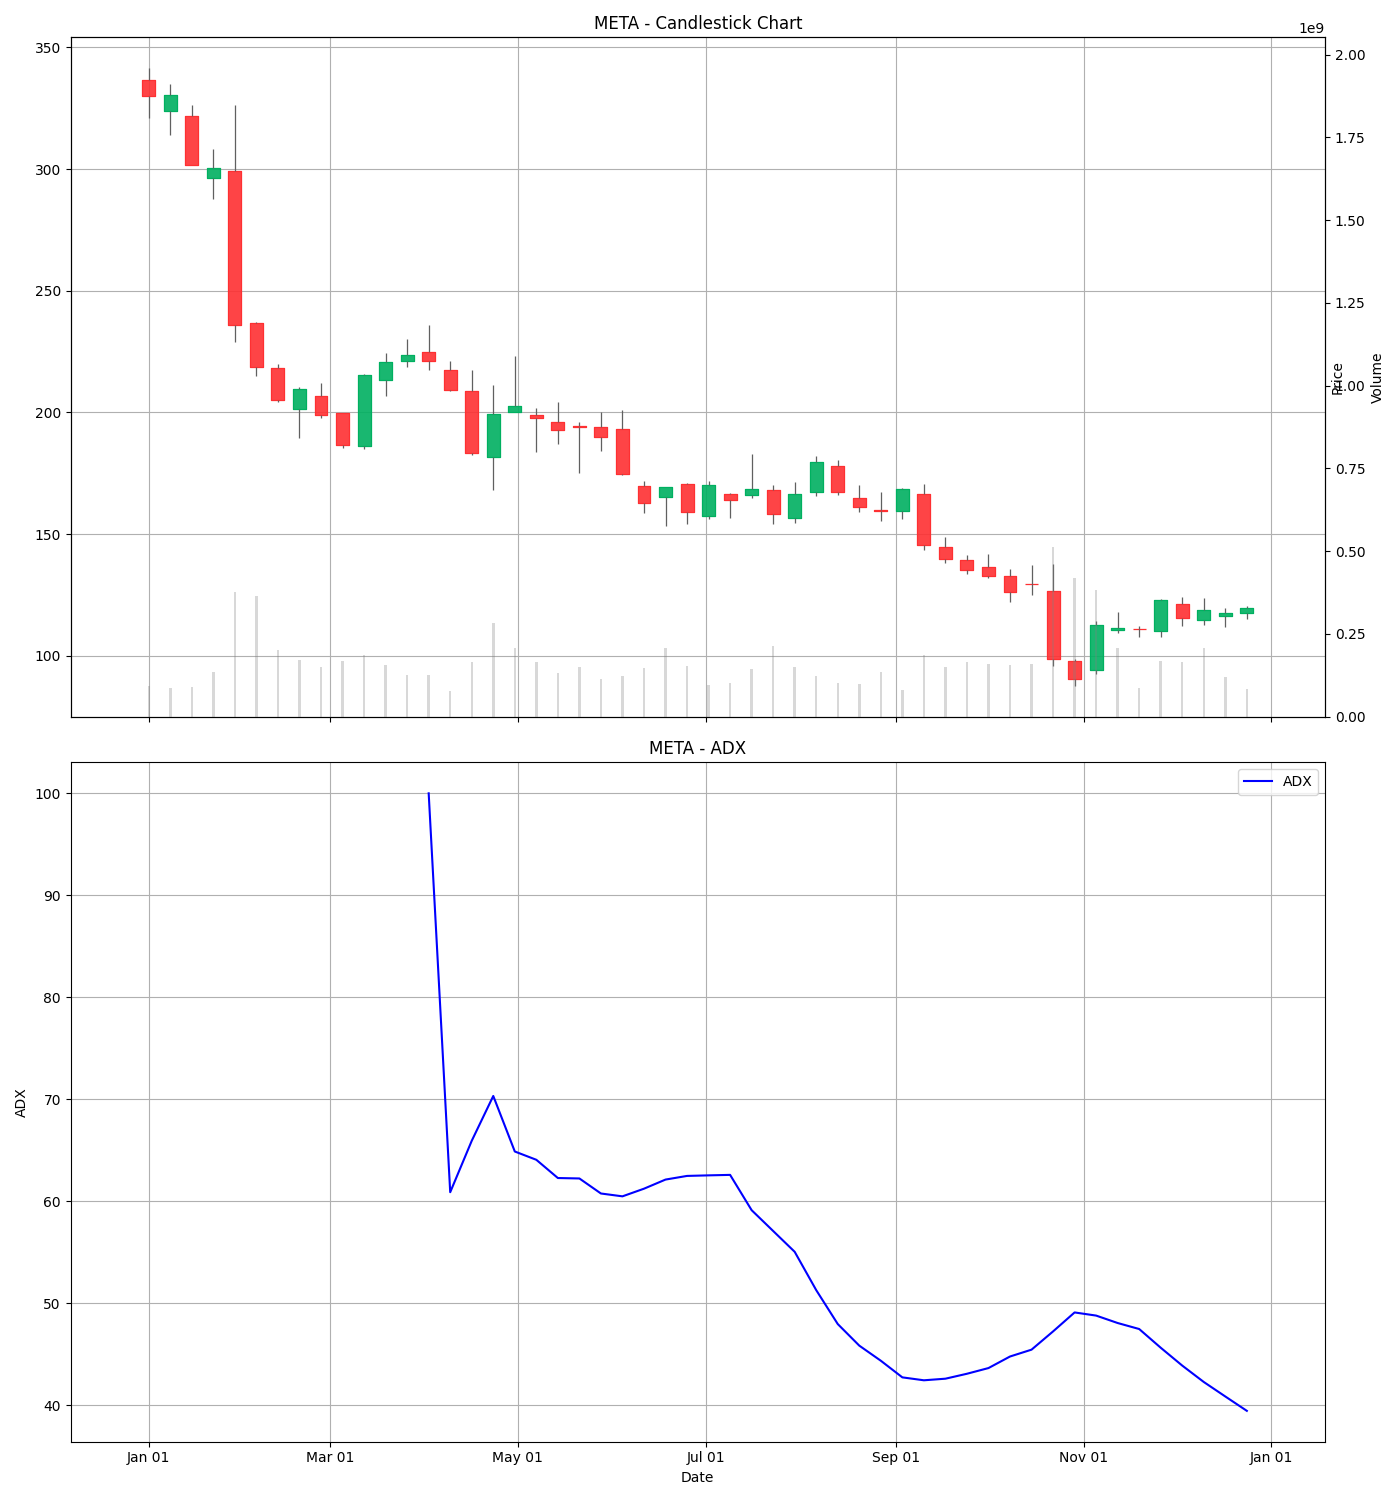 META - Candlestick Chart
1e9
350
300
250
200
150
100
2.00
1.75
1.50
1.25
1.00
0.75
0.50
0.25
0.00
Price
Volume
META - ADX
ADX
100
90
80
70
60
50
40
ADX
Jan 01
Mar 01
May 01
Jul 01
Sep 01
Nov 01
Jan 01
Date